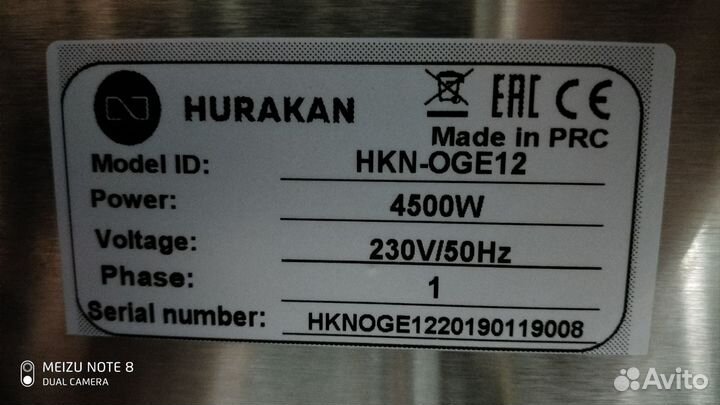 HURAKAN
EAC CE
Made in PRC
Model ID: HKN-OGE12
Power: 4500W
Voltage: 230V/50Hz
Phase: 1
Serial number: HKNOGE1220190119008
MEIZU NOTE 8
DUAL CAMERA
Avito